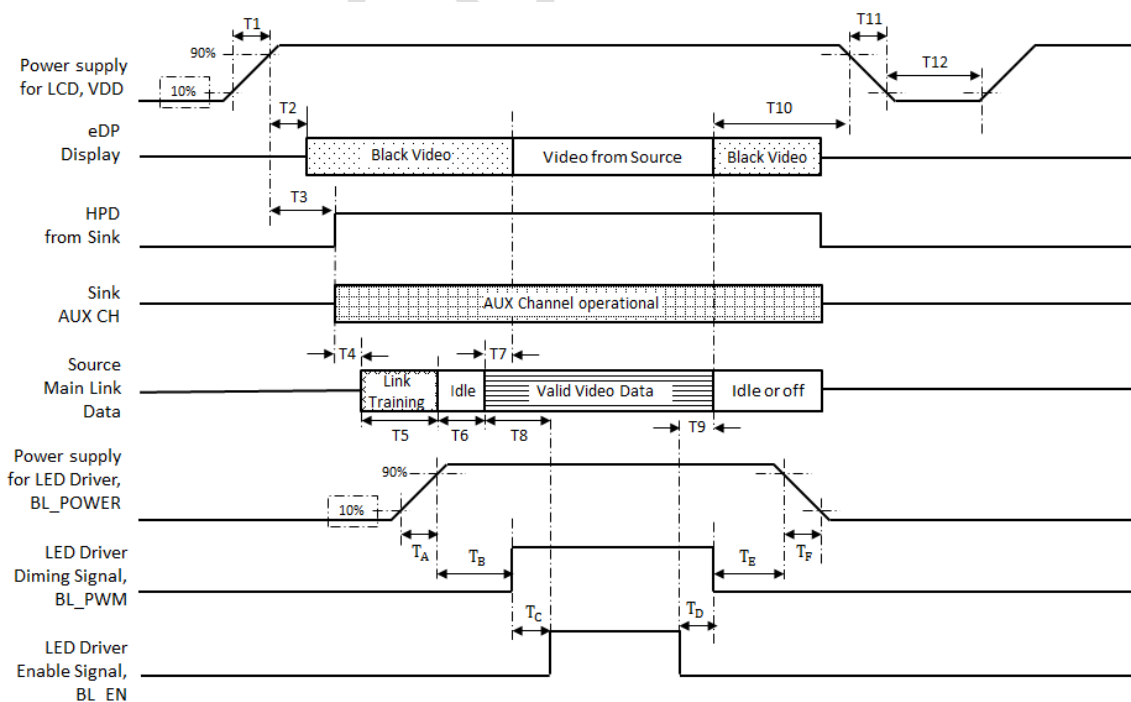 T1
T11
90%
Power supply
for LCD, VDD
10%
T12
T2
T10
eDP
Display
Black Video
Video from Source
Black Video
T3
HPD
from Sink
Sink
AUX CH
AUX Channel operational
T4
T7
Source
Main Link
Data
Link
Training
Idle
Valid Video Data
Idle or off
T5
T6
T8
T9
Power supply
for LED Driver,
BL_POWER
90%
10%
TA
TB
TE
TF
LED Driver
Diming Signal,
BL_PWM
TC
TD
LED Driver
Enable Signal,
BL EN